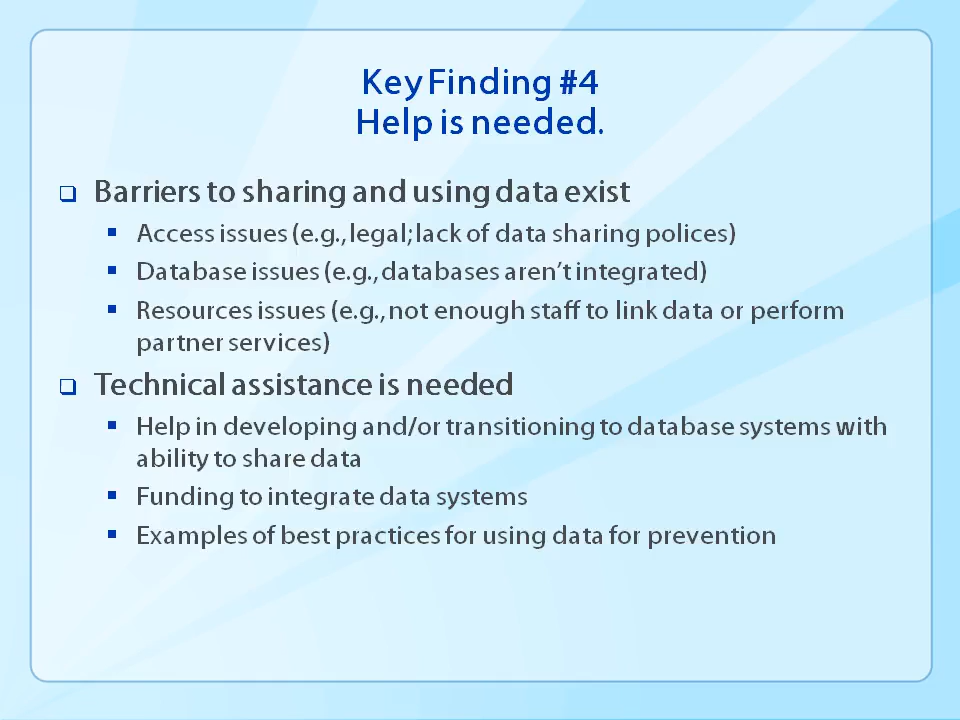 Key Finding #4
Help is needed.
Barriers to sharing and using data exist
Access issues (e.g., legal; lack of data sharing polices)
Database issues (e.g., databases aren’t integrated)
Resources issues (e.g., not enough staff to link data or perform
partner services)
Technical assistance is needed
Help in developing and/or transitioning to database systems with
ability to share data
Funding to integrate data systems
Examples of best practices for using data for prevention